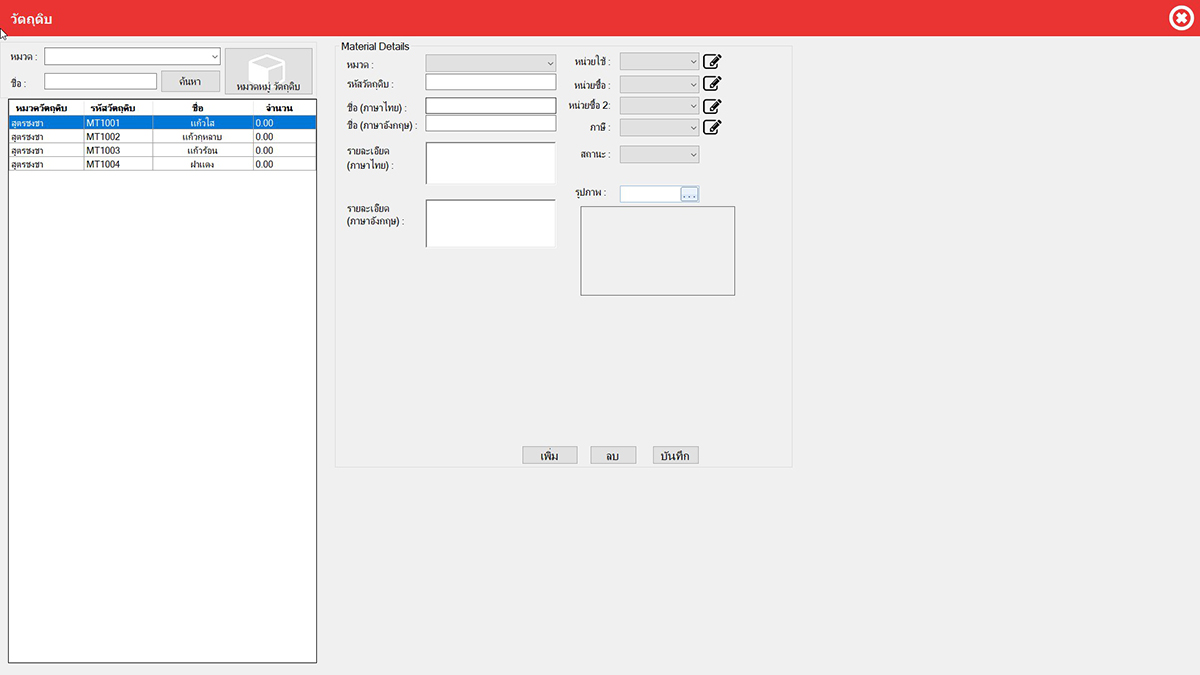 วัตถุดิบ
หมวด :
ชื่อ :
ค้นหา
หมวดหมู่ วัตถุดิบ
หมวดวัตถุดิบ รหัสวัตถุดิบ ชื่อ จำนวน
สูตรชงชา MT1001 แก้วใส 0.00
สูตรชงชา MT1002 แก้วกุหลาบ 0.00
สูตรชงชา MT1003 แก้วร้อน 0.00
สูตรชงชา MT1004 ฝาแดง 0.00
Material Details
หมวด :
รหัสวัตถุดิบ :
ชื่อ (ภาษาไทย) :
ชื่อ (ภาษาอังกฤษ) :
รายละเอียด
(ภาษาไทย) :
รายละเอียด
(ภาษาอังกฤษ) :
หน่วยใช้ :
หน่วยซื้อ :
หน่วยซื้อ 2:
ภาษี :
สถานะ :
รูปภาพ :
...
เพิ่ม
ลบ
บันทึก